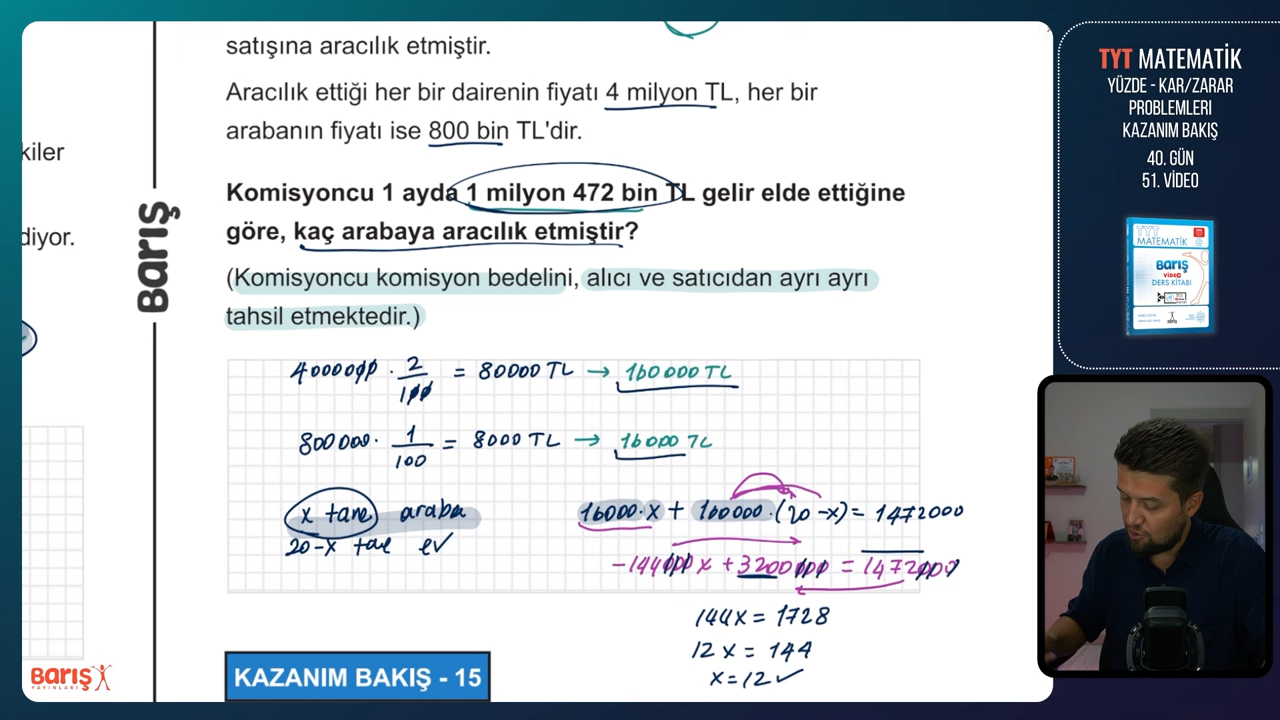 satışına aracılık etmiştir.
Aracılık ettiği her bir dairenin fiyatı 4 milyon TL, her bir
arabanın fiyatı ise 800 bin TL'dir.
kiler
diyor.
Barış
Komisyoncu 1 ayda 1 milyon 472 bin TL gelir elde ettiğine
göre, kaç arabaya aracılık etmiştir?
(Komisyoncu komisyon bedelini, alıcı ve satıcıdan ayrı ayrı
tahsil etmektedir.)
4000000 · 2/100 = 80000 TL → 160000 TL
800000 · 1/100 = 8000 TL → 16000 TL
x tane araba
20-x tane ev
16000·x + 160000·(20-x) = 1472000
-144000x + 3200000 = 1472000
144x = 1728
12x = 144
x = 12 ✓
KAZANIM BAKIŞ - 15
Barış
YAYINLARI
TYT MATEMATİK
YÜZDE - KAR/ZARAR
PROBLEMLERI
KAZANIM BAKIŞ
40. GÜN
51. VİDEO
TYT
MATEMATİK
Barış
VİDEO
DERS KİTABI